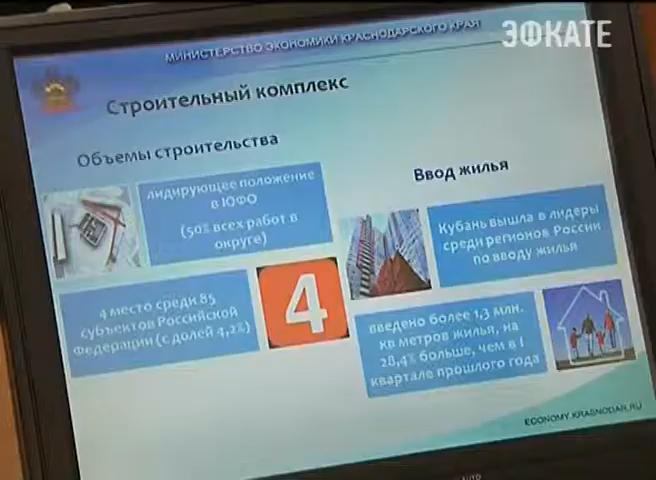 ЭФКАТЕ
МИНИСТЕРСТВО ЭКОНОМИКИ КРАСНОДАРСКОГО КРАЯ
Строительный комплекс
Объемы строительства
лидирующее положение
в ЮФО
(50% всех работ в
округе)
4 место среди 85
субъектов Российской
Федерации (с долей 4,2%)
4
Ввод жилья
Кубань вышла в лидеры
среди регионов России
по вводу жилья
введено более 1,3 млн.
кв метров жилья, на
28,4% больше, чем в I
квартале прошлого года
ECONOMY.KRASNODAR.RU